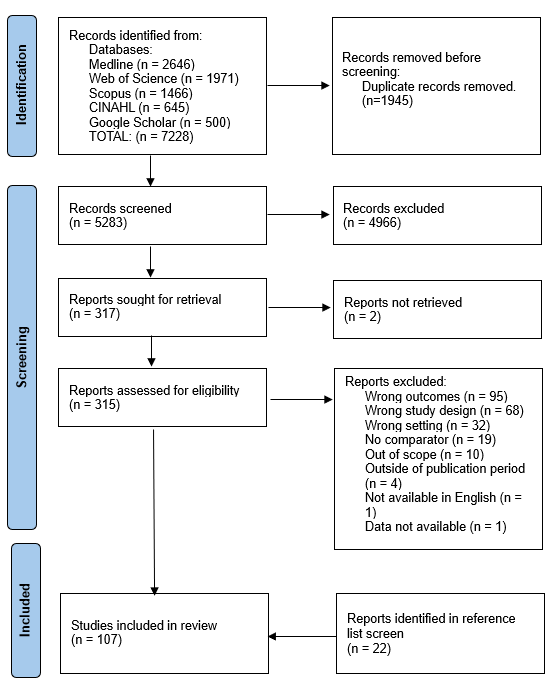 Identification
Records identified from:
Databases:
Medline (n = 2646)
Web of Science (n = 1971)
Scopus (n = 1466)
CINAHL (n = 645)
Google Scholar (n = 500)
TOTAL: (n = 7228)
Records removed before
screening:
Duplicate records removed.
(n=1945)
Screening
Records screened
(n = 5283)
Records excluded
(n = 4966)
Reports sought for retrieval
(n = 317)
Reports not retrieved
(n = 2)
Reports assessed for eligibility
(n = 315)
Reports excluded:
Wrong outcomes (n = 95)
Wrong study design (n = 68)
Wrong setting (n = 32)
No comparator (n = 19)
Out of scope (n = 10)
Outside of publication period
(n = 4)
Not available in English (n =
1)
Data not available (n = 1)
Included
Studies included in review
(n = 107)
Reports identified in reference
list screen
(n = 22)